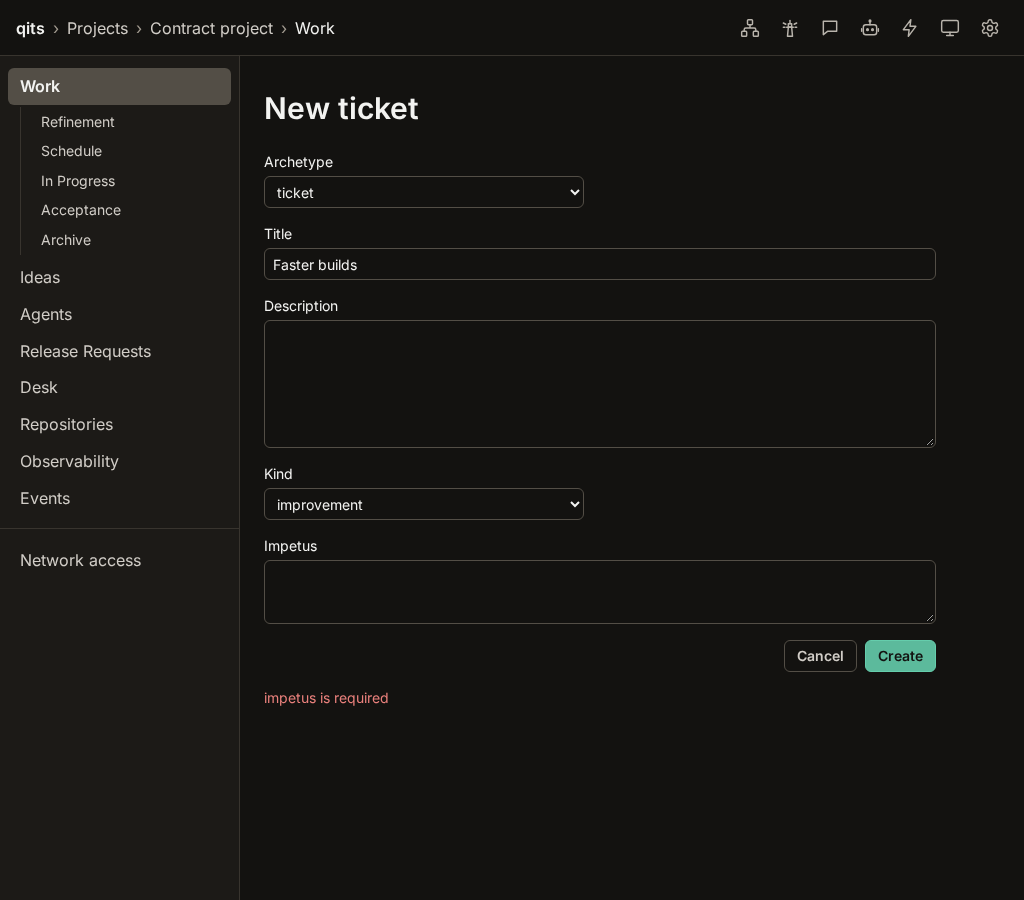 qits › Projects › Contract project › Work
Work
Refinement
Schedule
In Progress
Acceptance
Archive
Ideas
Agents
Release Requests
Desk
Repositories
Observability
Events
Network access
New ticket
Archetype
ticket
Title
Faster builds
Description
Kind
improvement
Impetus
Cancel
Create
impetus is required